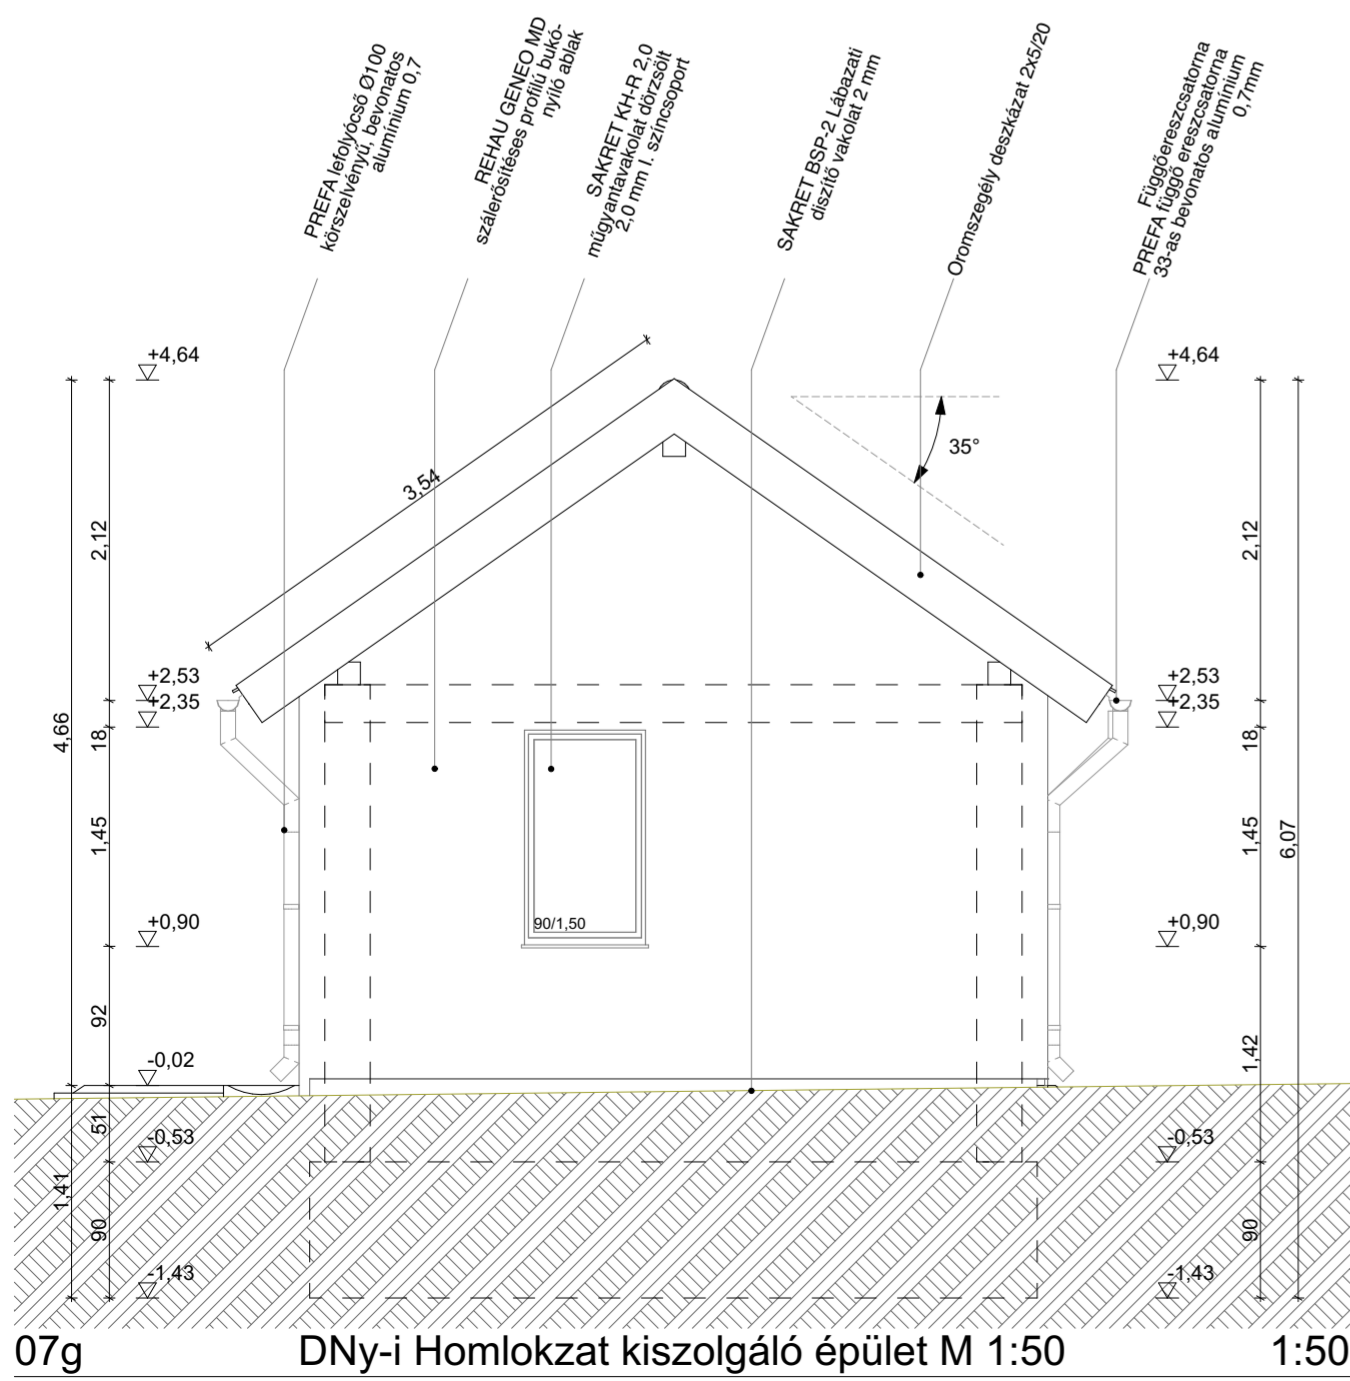 PREFA lefolyócső Ø100
körszelvényű, bevonatos
alumínium 0,7
REHAU GENEO MD
szálerősítéses profilú bukó-
nyíló ablak
SAKRET KH-R 2,0
műgyantavakolat dörzsölt
2,0 mm I. színcsoport
SAKRET BSP-2 Lábazati
díszítő vakolat 2 mm
Oromszegély deszkázat 2x5/20
Függőereszcsatorna
PREFA függő ereszcsatorna
33-as bevonatos alumínium
0,7mm
+4,64
+4,64
35°
3,54
2,12
2,12
+2,53
+2,35
+2,53
+2,35
4,66
18
18
1,45
1,45
6,07
+0,90
90/1,50
+0,90
92
1,42
-0,02
51
-0,53
-0,53
1,41
90
90
-1,43
-1,43
07g
DNy-i Homlokzat kiszolgáló épület M 1:50
1:50